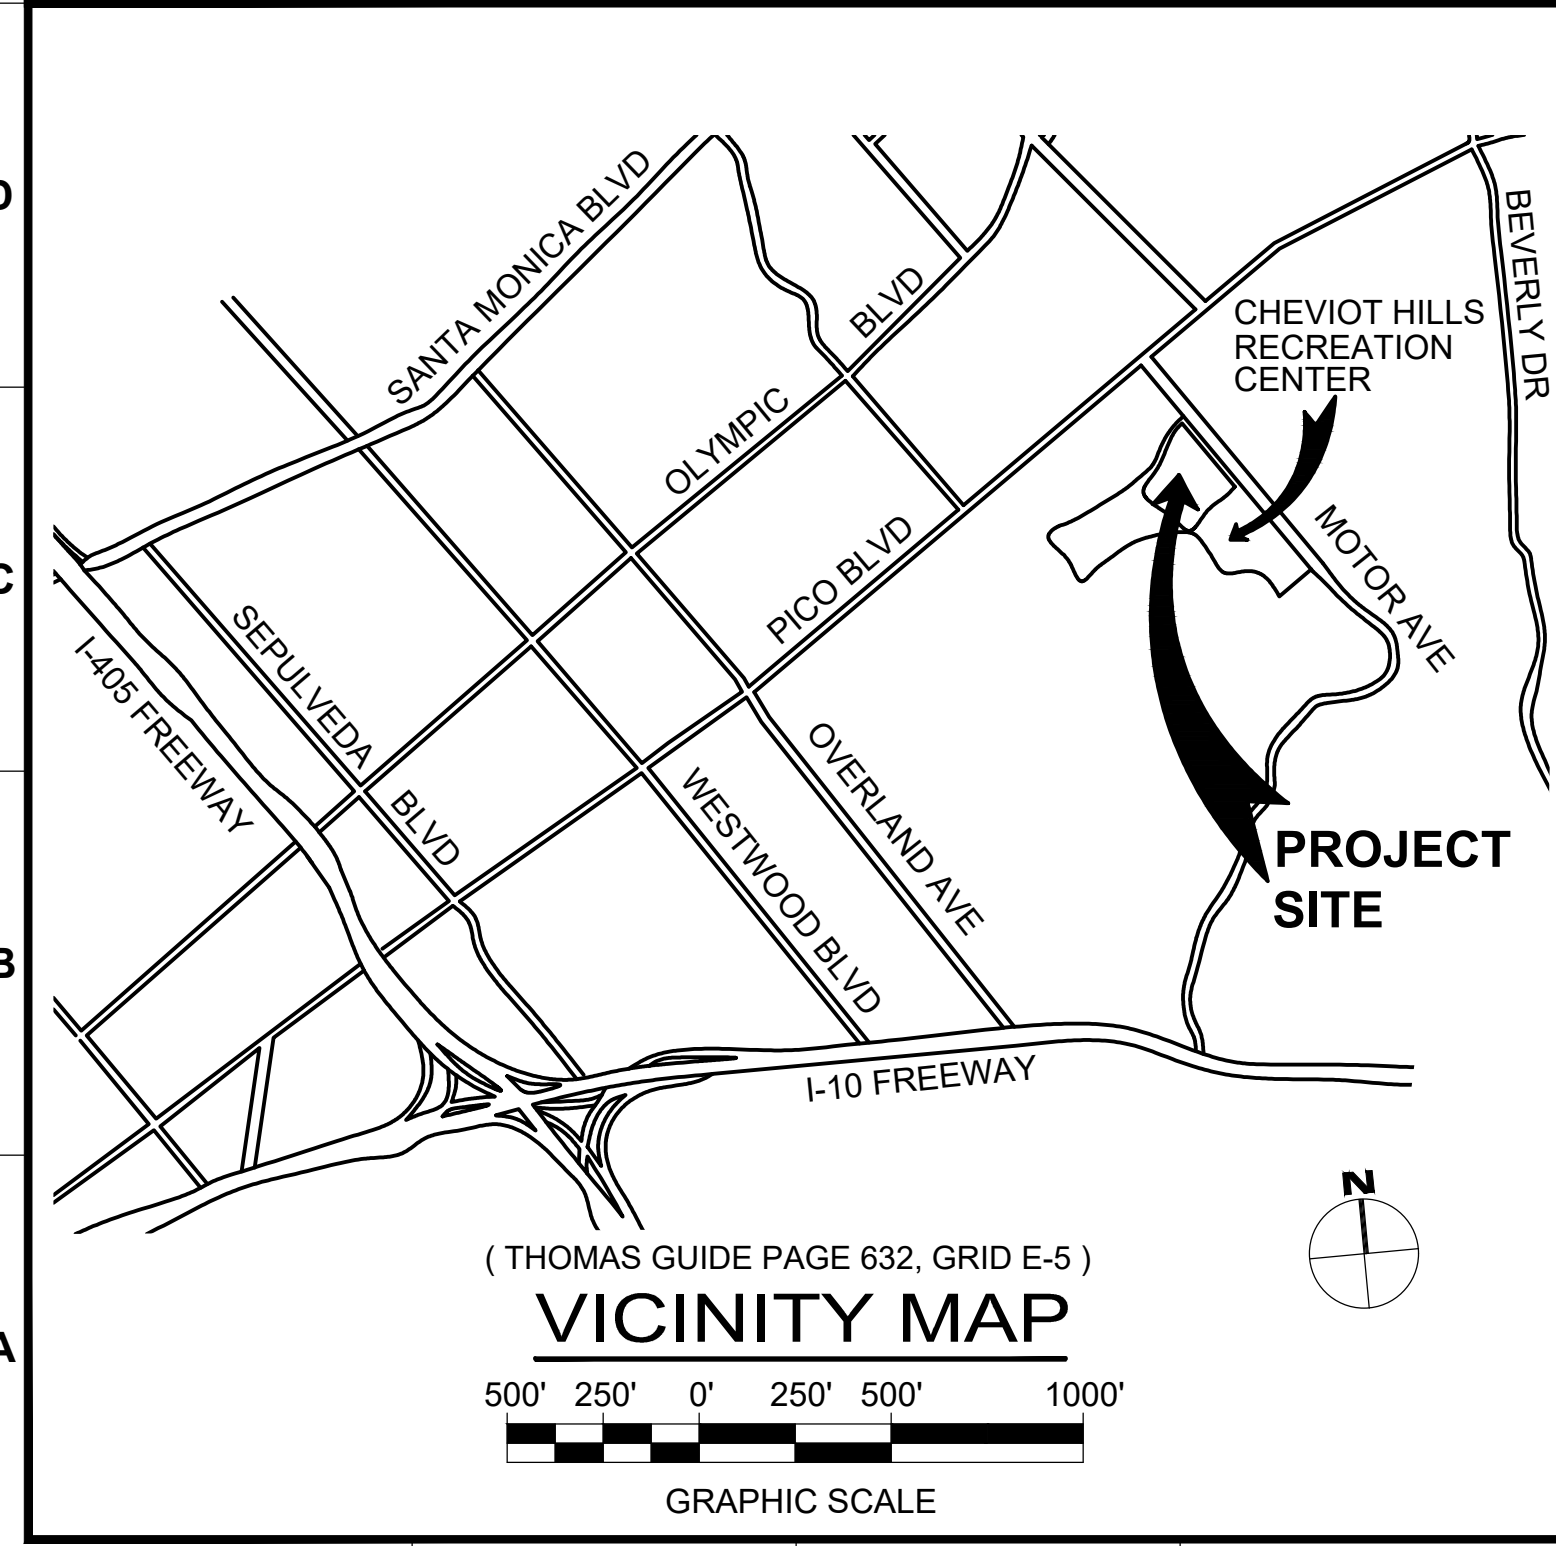 D
C
B
A
SANTA MONICA BLVD
OLYMPIC
BLVD
CHEVIOT HILLS
RECREATION
CENTER
BEVERLY DR
PICO BLVD
MOTOR AVE
SEPULVEDA
BLVD
I-405 FREEWAY
WESTWOOD BLVD
OVERLAND AVE
PROJECT
SITE
I-10 FREEWAY
N
( THOMAS GUIDE PAGE 632, GRID E-5 )
VICINITY MAP
500' 250' 0' 250' 500' 1000'
GRAPHIC SCALE